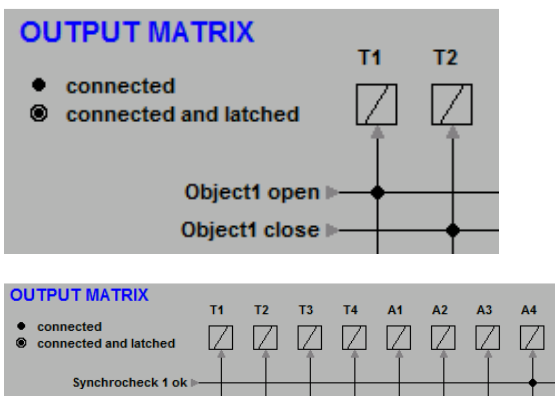 OUTPUT MATRIX
T1 T2
connected
connected and latched
Object1 open
Object1 close
OUTPUT MATRIX
T1 T2 T3 T4 A1 A2 A3 A4
connected
connected and latched
Synchrocheck 1 ok